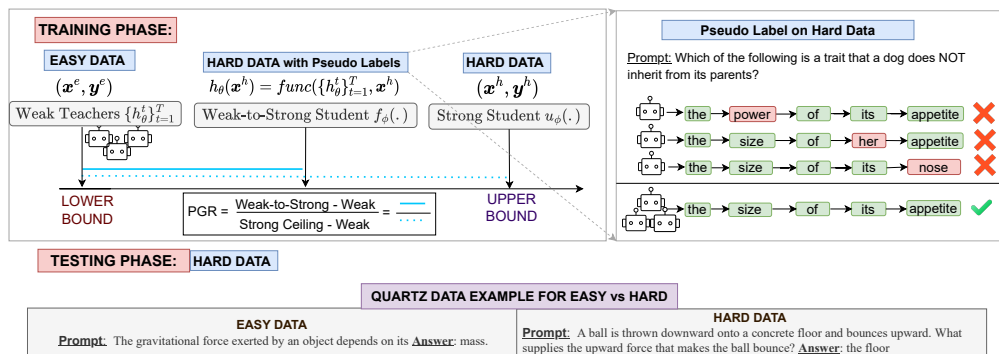 TRAINING PHASE:
EASY DATA
(x^e, y^e)
Weak Teachers {h_θ^t}_{t=1}^T
HARD DATA with Pseudo Labels
h_θ(x^h) = func({h_θ^t}_{t=1}^T, x^h)
Weak-to-Strong Student f_ϕ(.)
HARD DATA
(x^h, y^h)
Strong Student u_ϕ(.)
LOWER
BOUND
PGR = Weak-to-Strong - Weak =
Strong Ceiling - Weak
UPPER
BOUND
Pseudo Label on Hard Data
Prompt: Which of the following is a trait that a dog does NOT
inherit from its parents?
the power of its appetite
the size of her appetite
the size of its nose
the size of its appetite
TESTING PHASE: HARD DATA
QUARTZ DATA EXAMPLE FOR EASY vs HARD
EASY DATA
Prompt: The gravitational force exerted by an object depends on its Answer: mass.
HARD DATA
Prompt: A ball is thrown downward onto a concrete floor and bounces upward. What
supplies the upward force that makes the ball bounce? Answer: the floor